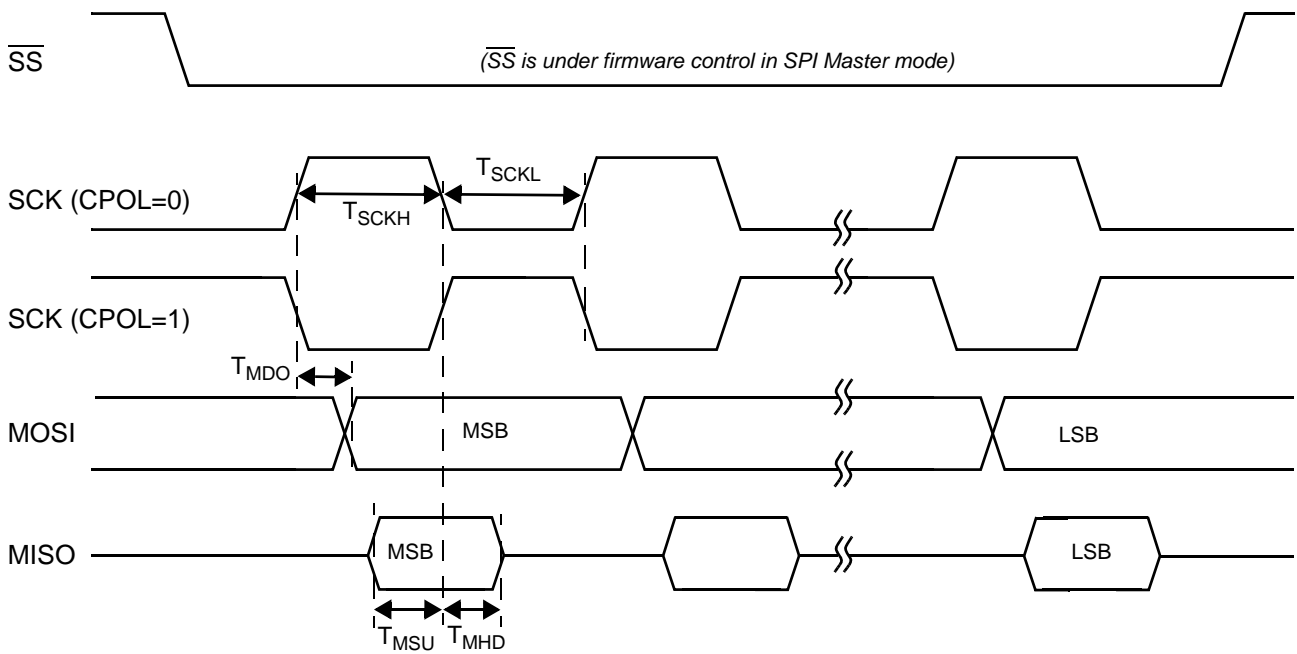 SS
(SS is under firmware control in SPI Master mode)
SCK (CPOL=0)
TSCKH
TSCKL
SCK (CPOL=1)
TMDO
MOSI
MSB
LSB
MISO
MSB
LSB
TMSU
TMHD